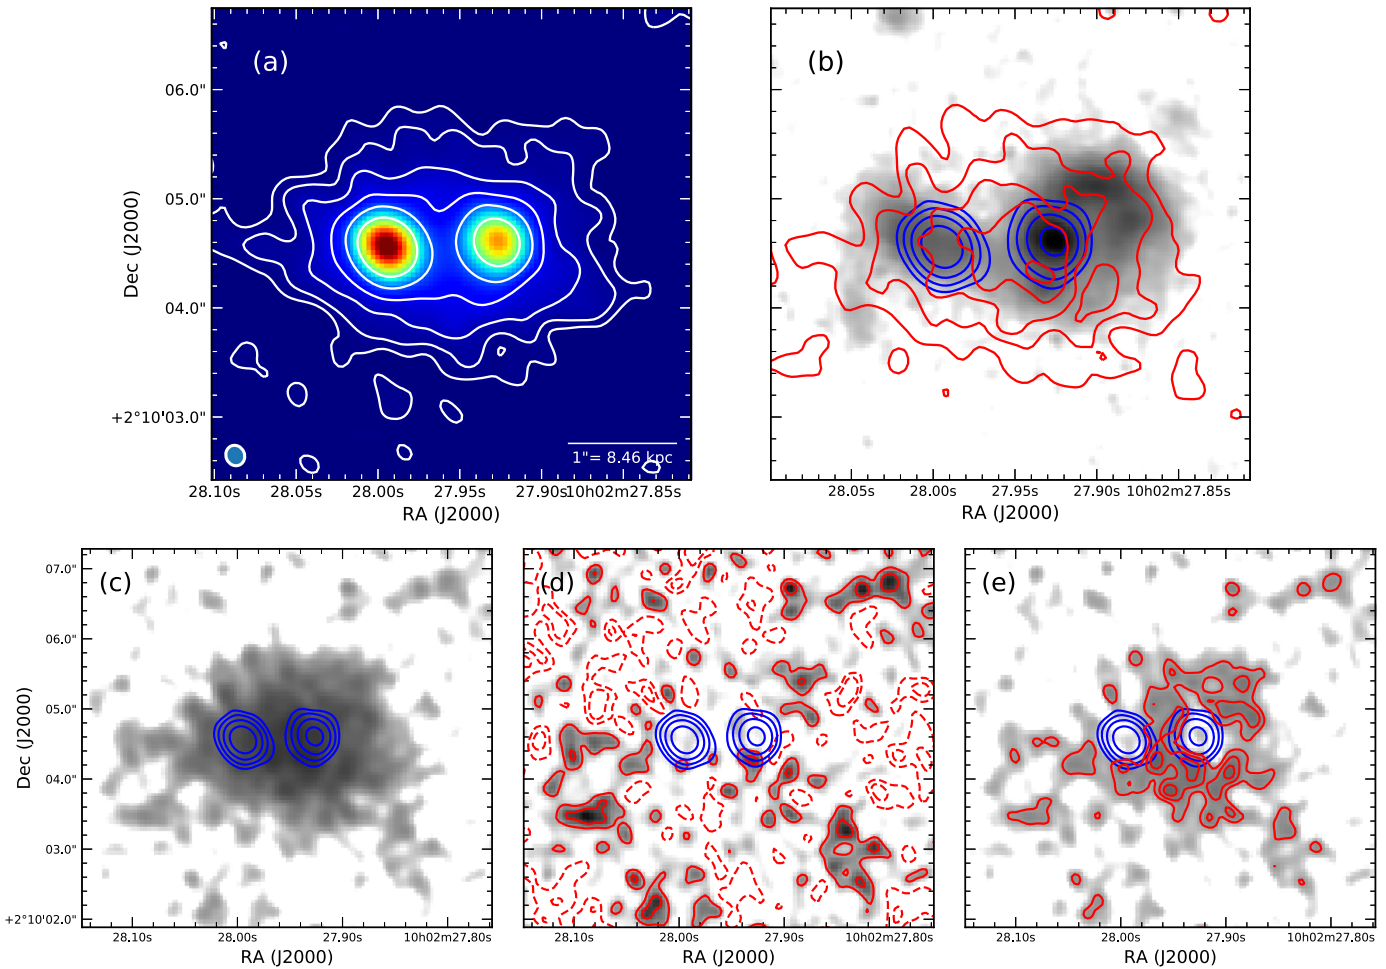 (a)
06.0"
05.0"
04.0"
+2°10'03.0"
Dec (J2000)
1"= 8.46 kpc
28.10s 28.05s 28.00s 27.95s 27.90s 10h02m27.85s
RA (J2000)
(b)
28.05s 28.00s 27.95s 27.90s 10h02m27.85s
RA (J2000)
(c)
07.0"
06.0"
05.0"
04.0"
03.0"
+2°10'02.0"
Dec (J2000)
28.10s 28.00s 27.90s 10h02m27.80s
RA (J2000)
(d)
28.10s 28.00s 27.90s 10h02m27.80s
RA (J2000)
(e)
28.10s 28.00s 27.90s 10h02m27.80s
RA (J2000)